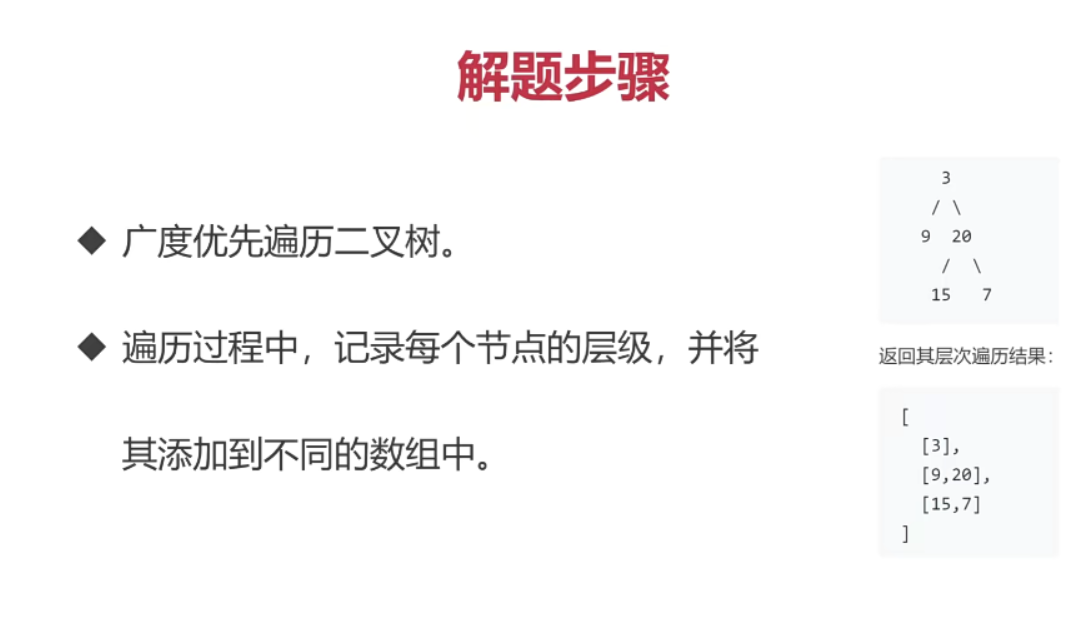 解题步骤
◆ 广度优先遍历二叉树。
◆ 遍历过程中，记录每个节点的层级，并将
其添加到不同的数组中。
3
/ \
9 20
/ \
15 7
返回其层次遍历结果：
[
[3],
[9,20],
[15,7]
]